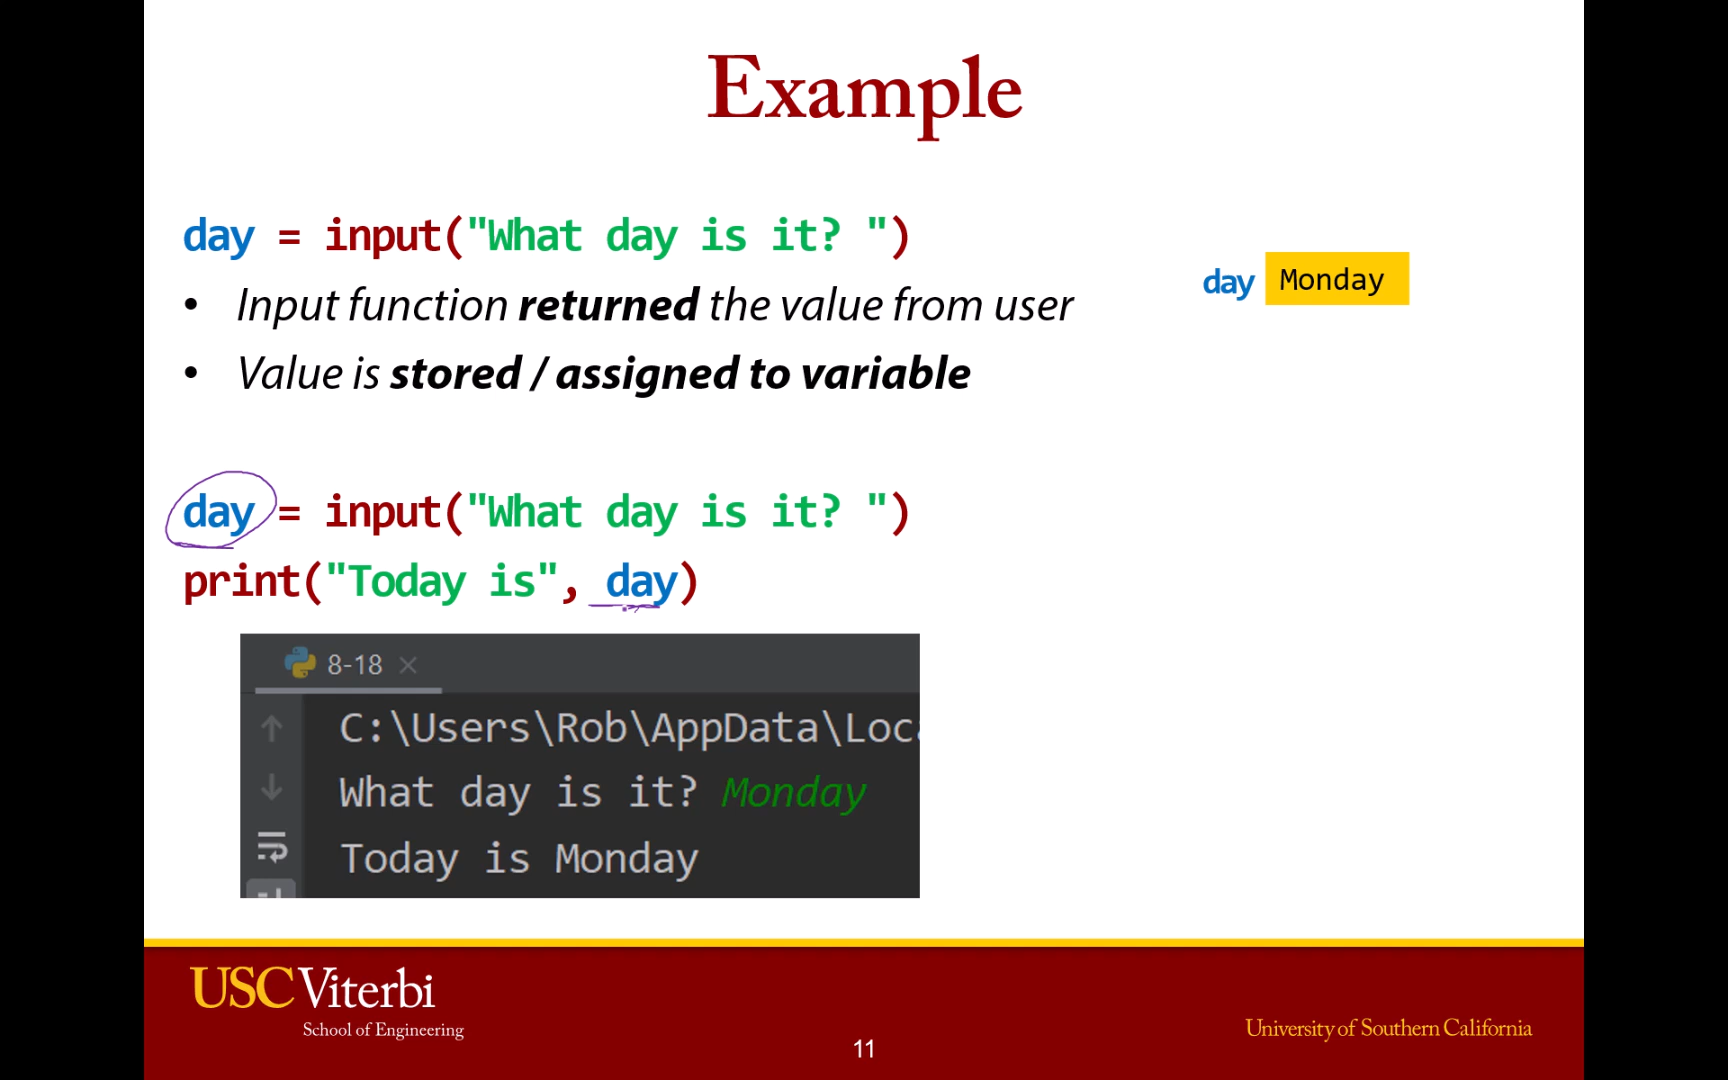 Example
day = input("What day is it? ")
• Input function returned the value from user
• Value is stored / assigned to variable
day Monday
day = input("What day is it? ")
print("Today is", day)
8-18
C:\Users\Rob\AppData\Loca
What day is it? Monday
Today is Monday
USC Viterbi
School of Engineering
University of Southern California
11